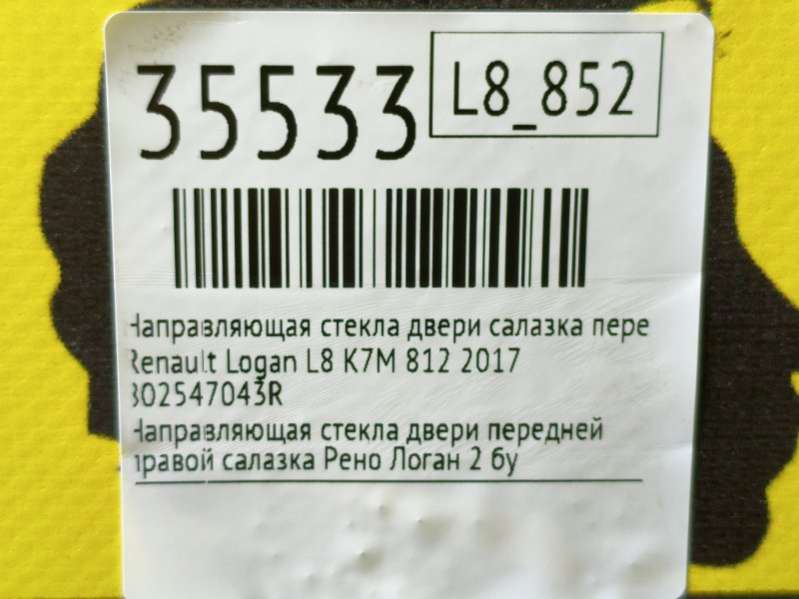 35533
L8_852
Направляющая стекла двери салазка пере
Renault Logan L8 K7M 812 2017
802547043R
Направляющая стекла двери передней
правой салазка Рено Логан 2 бу